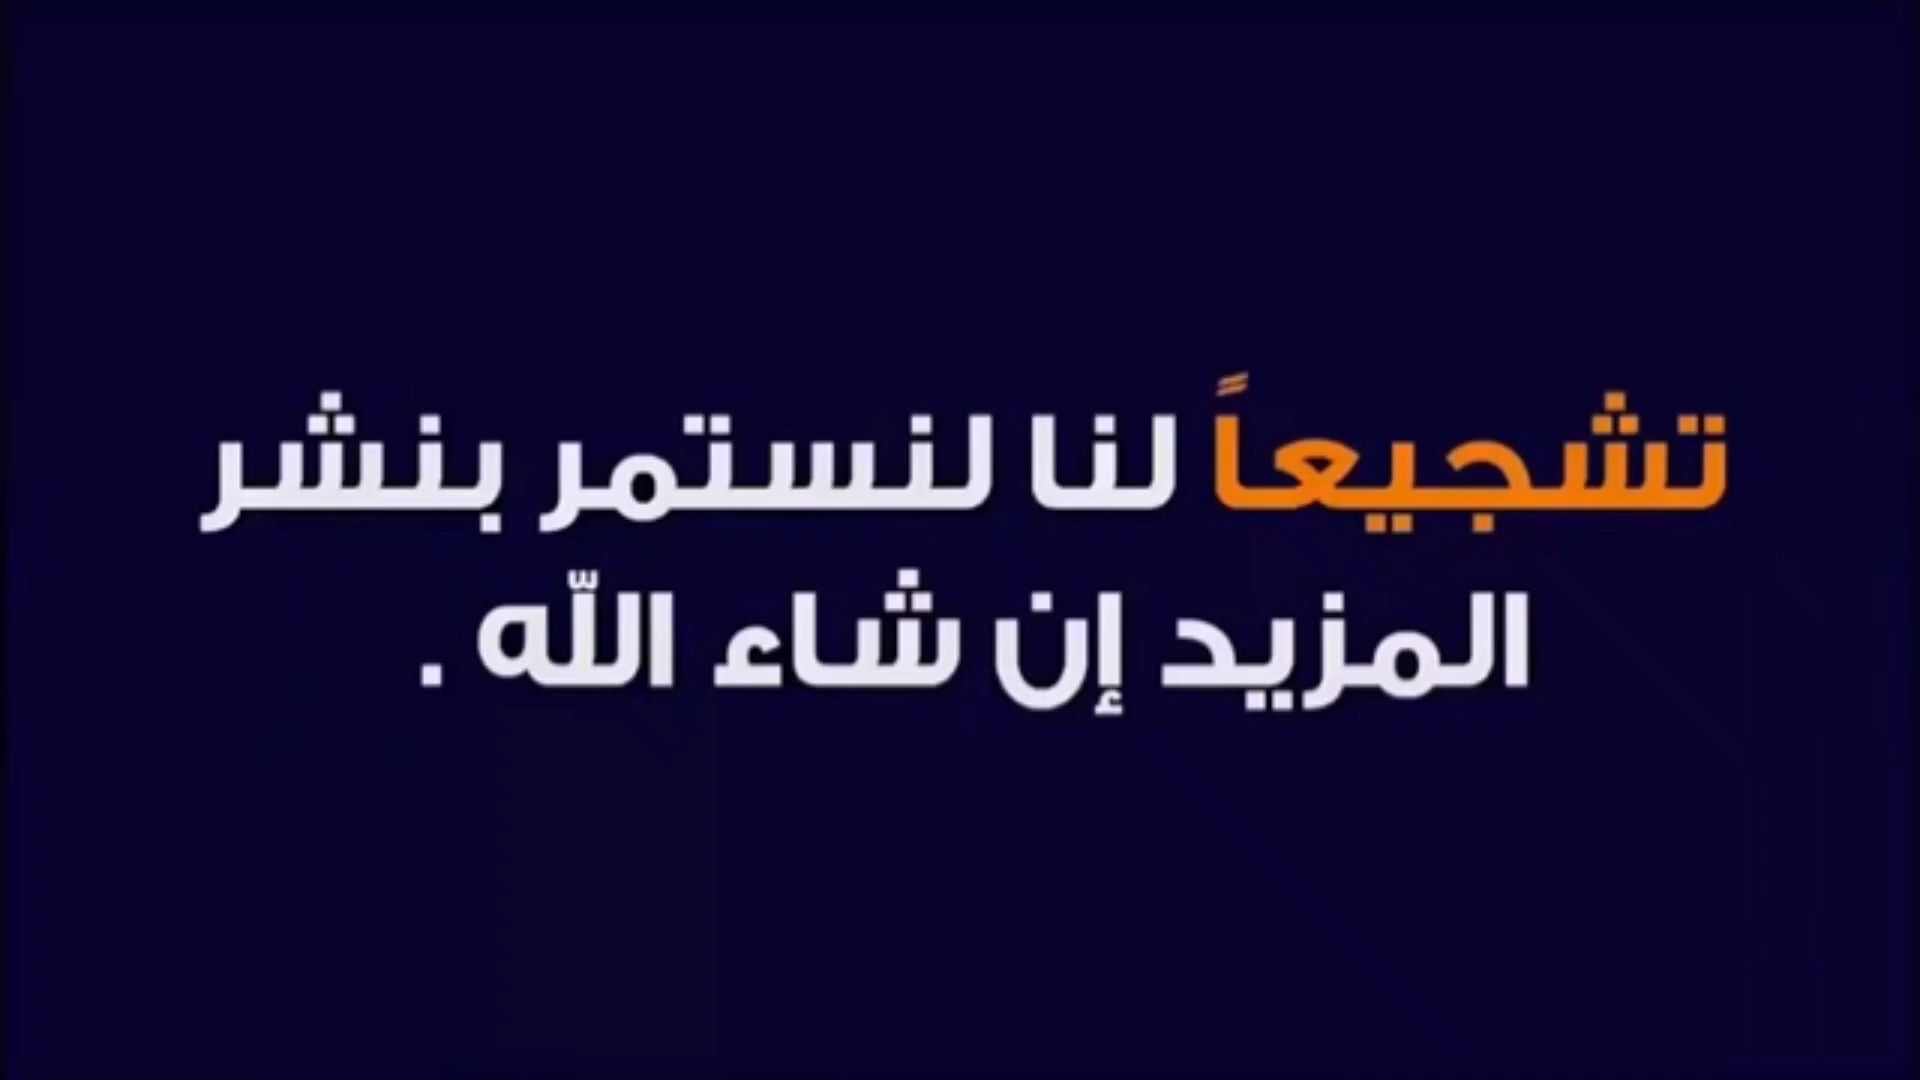 تشجيعاً لنا لنستمر بنشر
المزيد إن شاء اللّه .